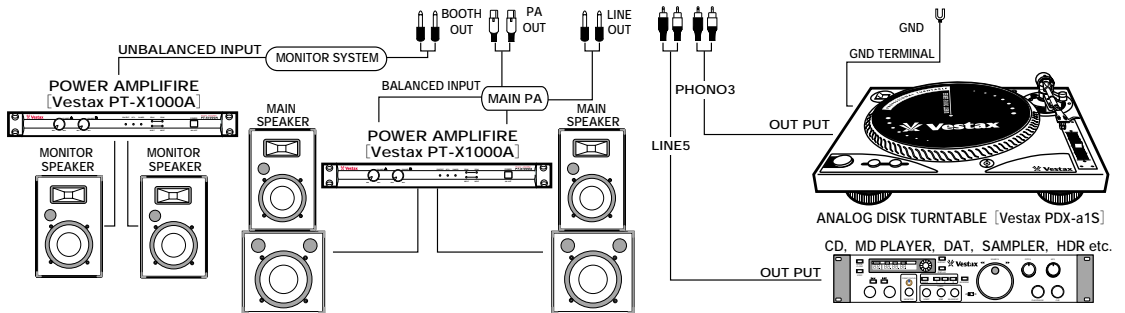 BOOTH
OUT
PA
OUT
LINE
OUT
UNBALANCED INPUT
MONITOR SYSTEM
POWER AMPLIFIRE
[Vestax PT-X1000A]
Vestax
MONITOR
SPEAKER
MONITOR
SPEAKER
BALANCED INPUT
MAIN PA
MAIN
SPEAKER
MAIN
SPEAKER
POWER AMPLIFIRE
[Vestax PT-X1000A]
LINE5
PHONO3
GND
GND TERMINAL
OUT PUT
Vestax
Vestax
ANALOG DISK TURNTABLE [Vestax PDX-a1S]
CD, MD PLAYER, DAT, SAMPLER, HDR etc.
OUT PUT
Vestax